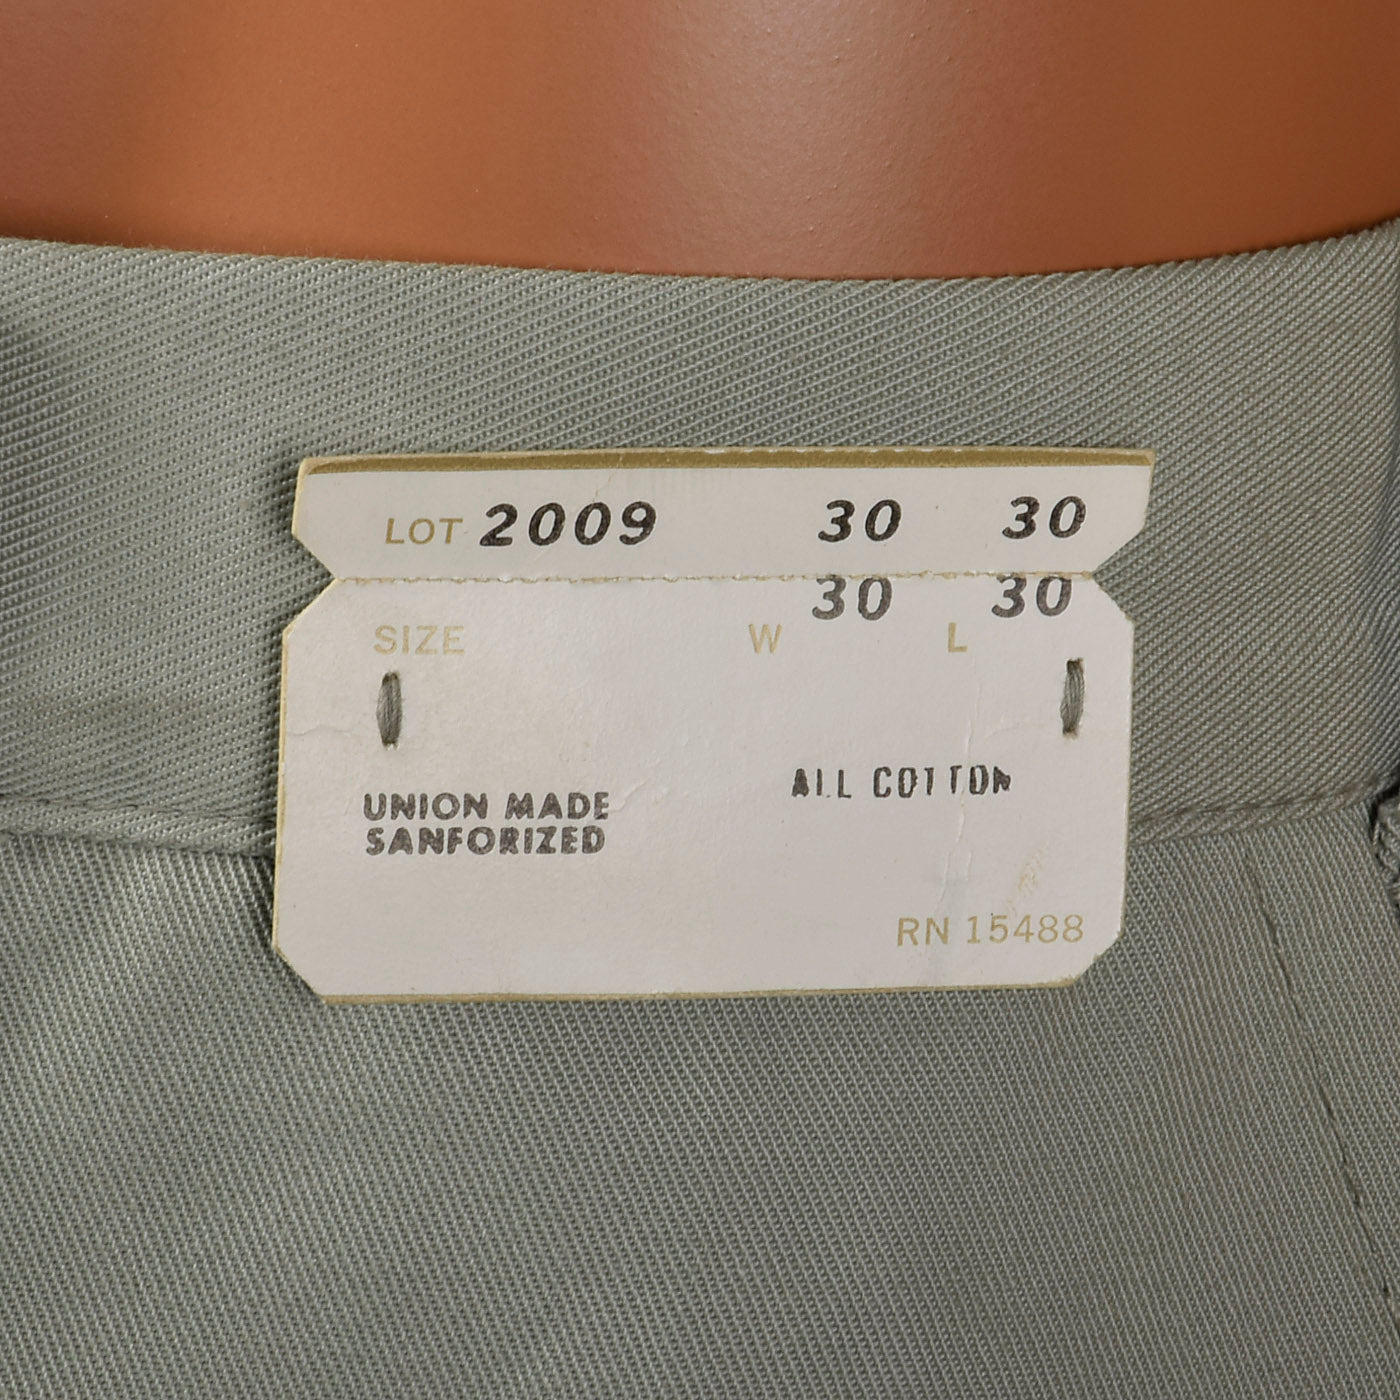 LOT 2009 30 30
30 30
SIZE W L
ALL COTTON
UNION MADE
SANFORIZED
RN 15488